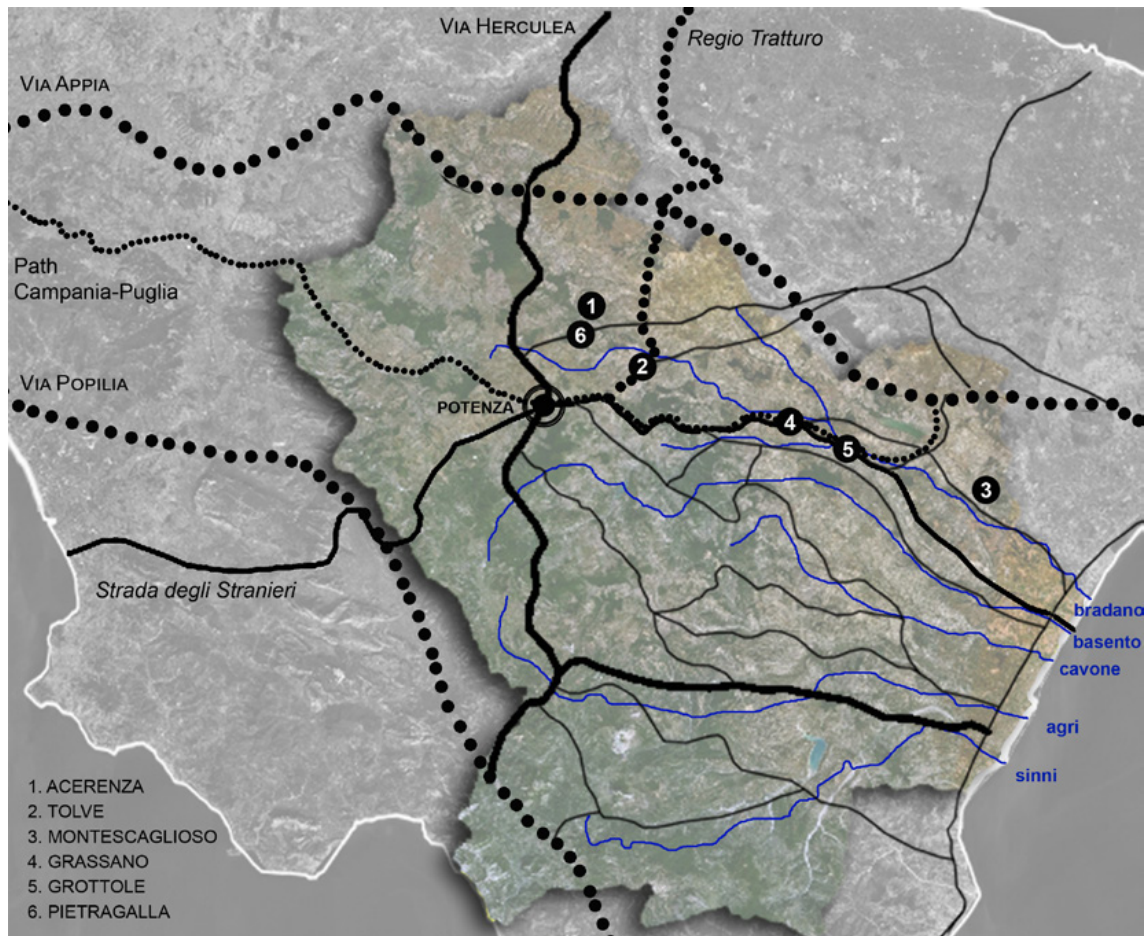 VIA HERCULEA
Regio Tratturo
VIA APPIA
Path
Campania-Puglia
1
6
2
VIA POPILIA
POTENZA
4
5
3
Strada degli Stranieri
bradano
basento
cavone
agri
sinni
1. ACERENZA
2. TOLVE
3. MONTESCAGLIOSO
4. GRASSANO
5. GROTTOLE
6. PIETRAGALLA